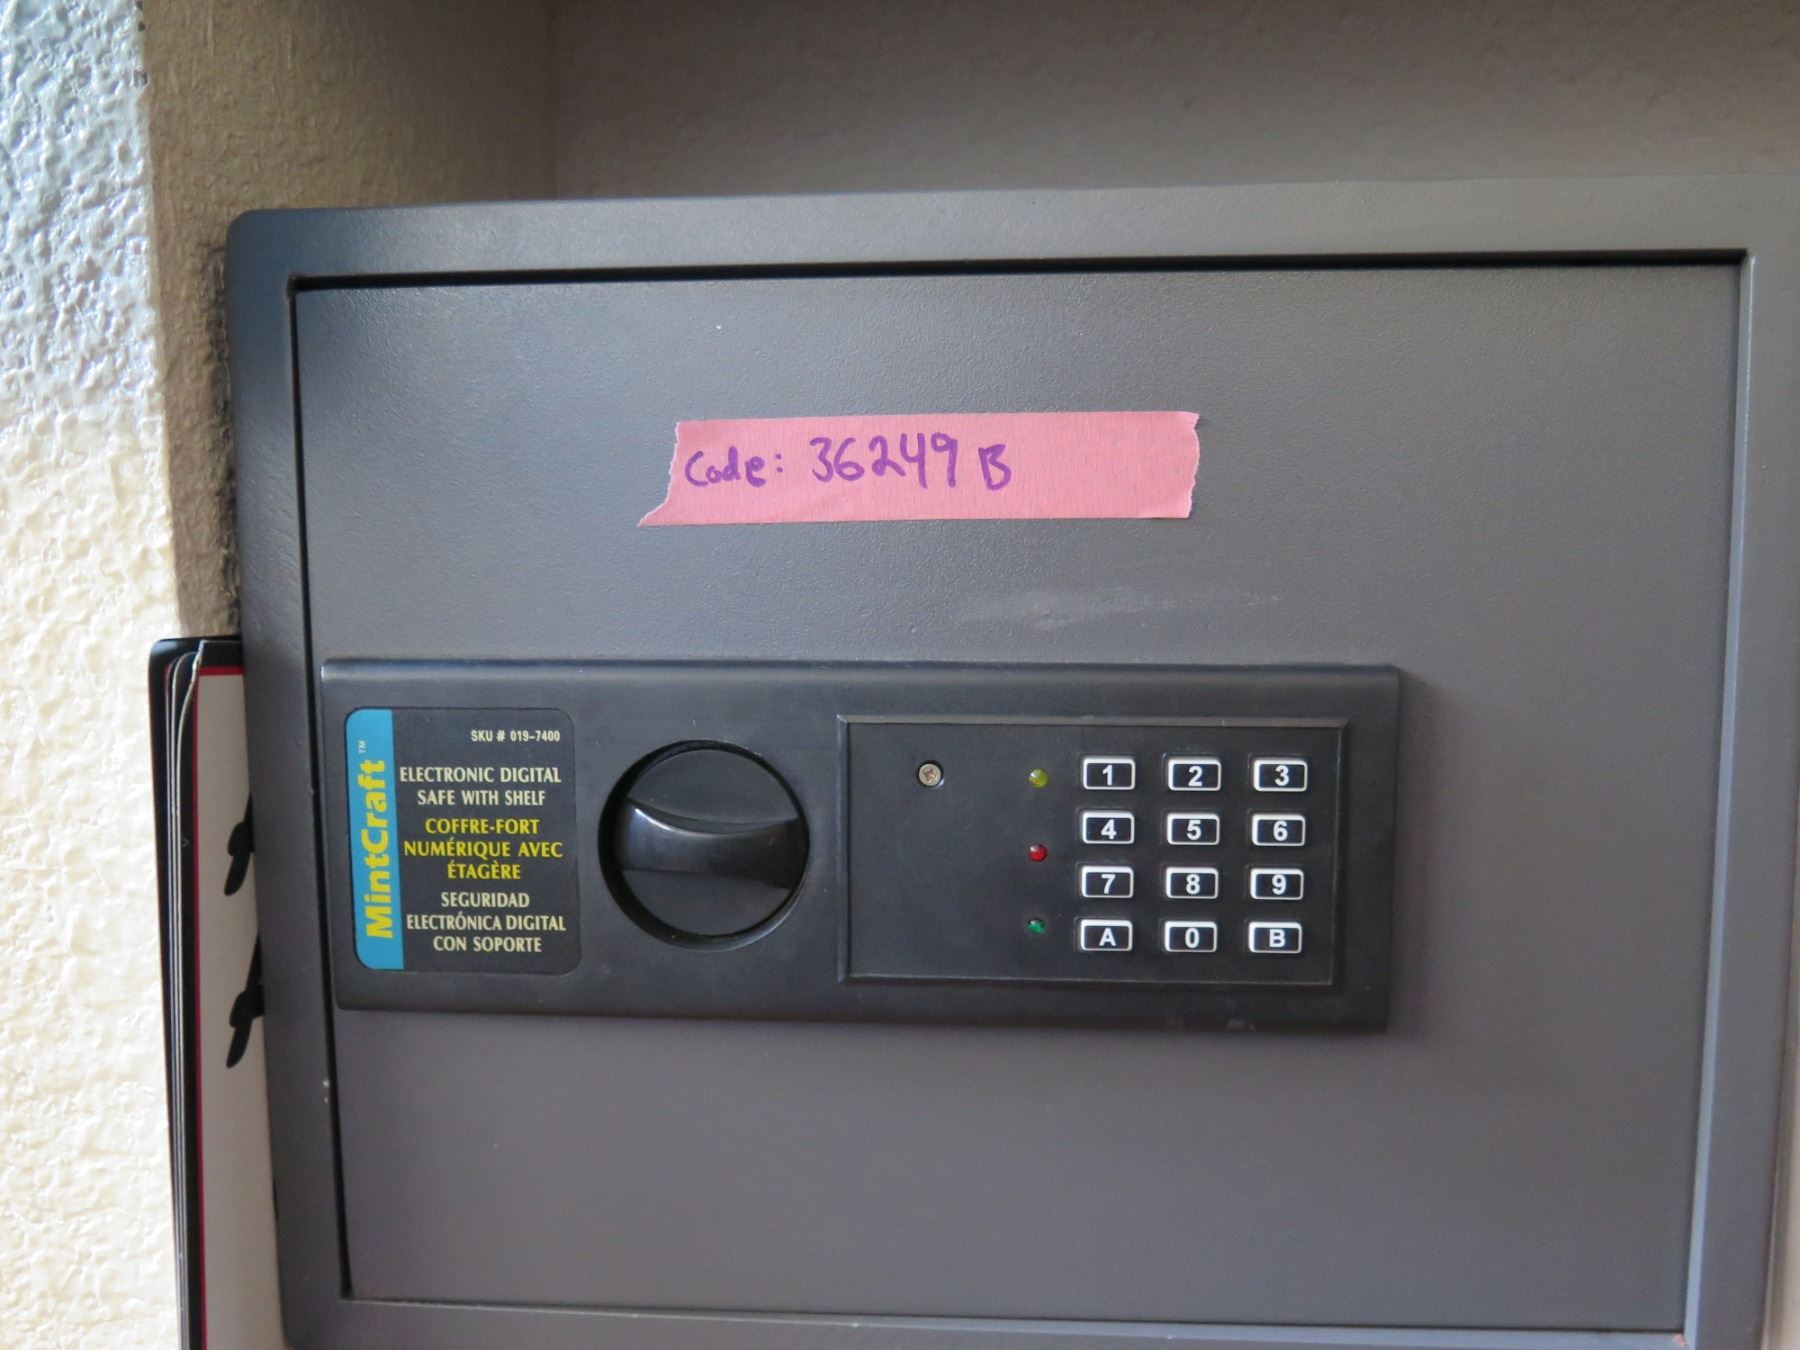 Code: 36249 B
MintCraft™
SKU # 019-7400
ELECTRONIC DIGITAL
SAFE WITH SHELF
COFFRE-FORT
NUMÉRIQUE AVEC
ÉTAGÈRE
SEGURIDAD
ELECTRÓNICA DIGITAL
CON SOPORTE
1 2 3
4 5 6
7 8 9
A 0 B